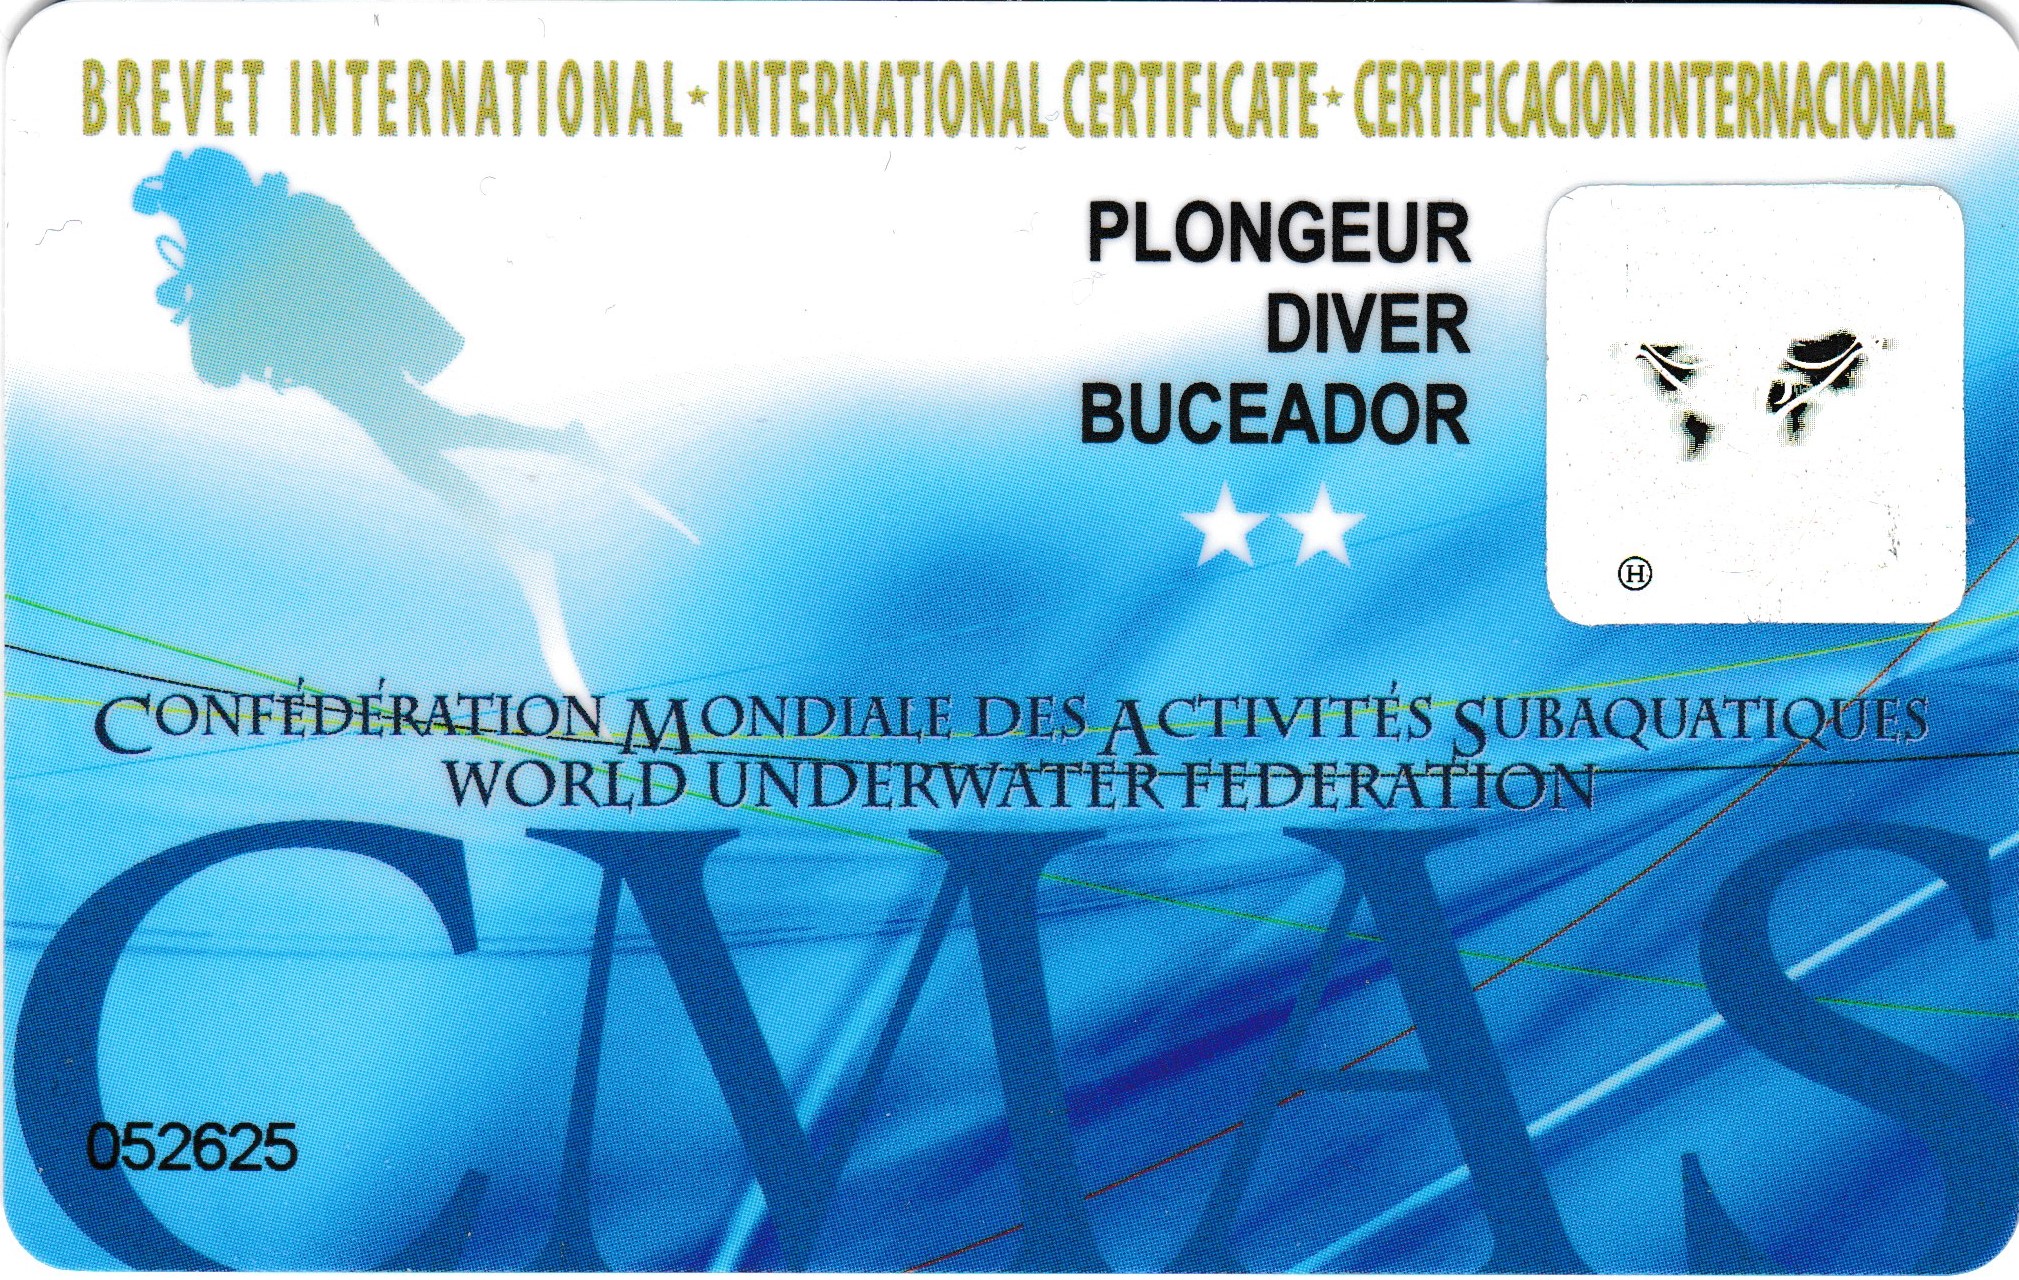 BREVET INTERNATIONAL ★ INTERNATIONAL CERTIFICATE ★ CERTIFICACION INTERNACIONAL
PLONGEUR
DIVER
BUCEADOR
★★
Ⓗ
CONFÉDÉRATION MONDIALE DES ACTIVITÉS SUBAQUATIQUES
WORLD UNDERWATER FEDERATION
CMAS
052625